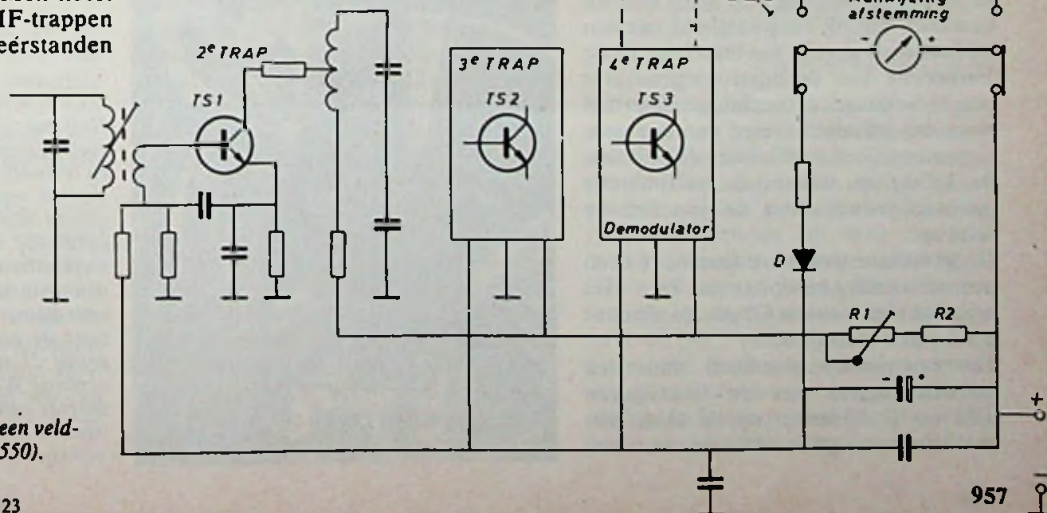 MF-trappen
eérstanden
2e TRAP
TS1
3e TRAP
TS2
4e TRAP
TS3
Demodulator
afstemming
- +
D
R1 R2
- +
+
-
een veld-
550).
23
957